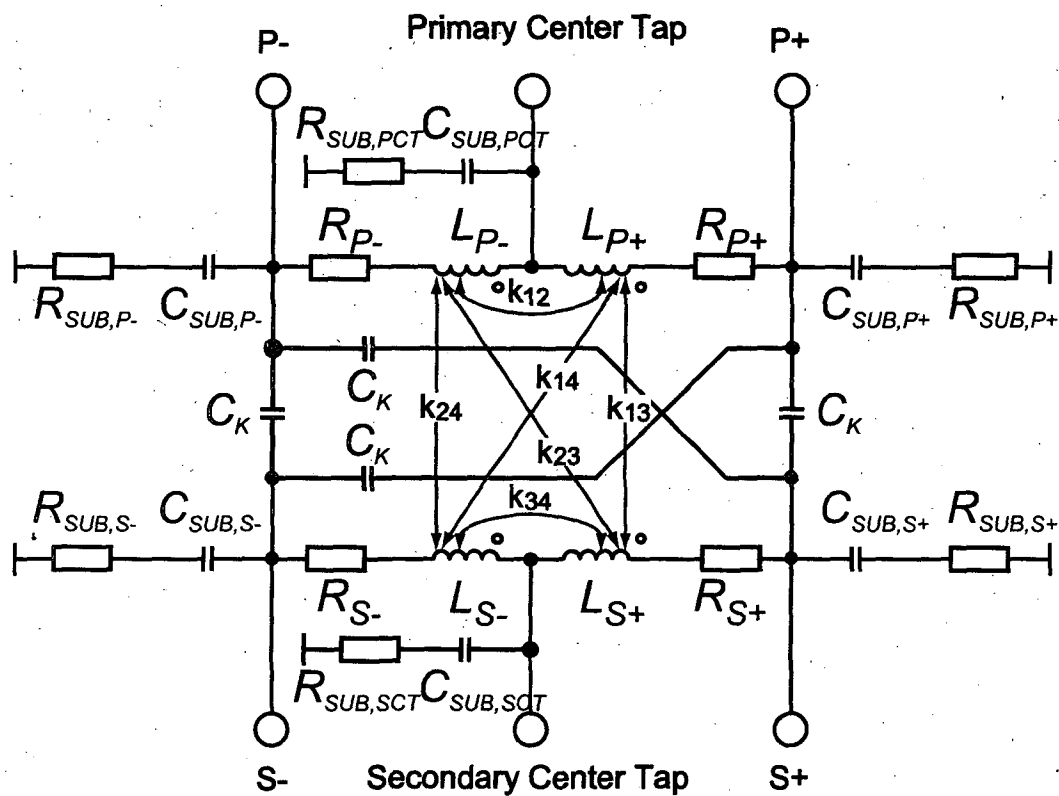 Primary Center Tap
P-
P+
R_SUB,PCT C_SUB,PCT
R_P-
L_P-
L_P+
R_P+
k12
R_SUB,P-
C_SUB,P-
C_SUB,P+
R_SUB,P+
C_K
k14
C_K
k24
k13
C_K
C_K
k23
R_SUB,S-
C_SUB,S-
k34
C_SUB,S+
R_SUB,S+
R_S-
L_S-
L_S+
R_S+
R_SUB,SCT C_SUB,SCT
S-
Secondary Center Tap
S+